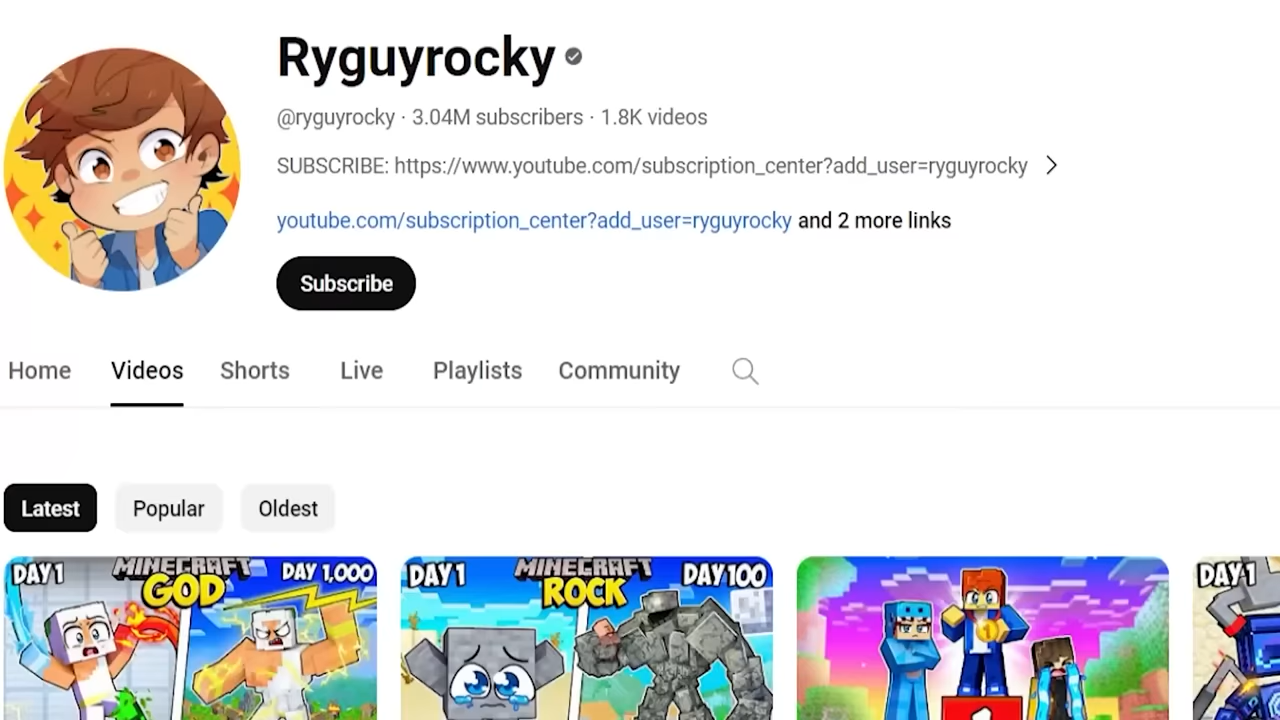 Ryguyrocky
@ryguyrocky · 3.04M subscribers · 1.8K videos
SUBSCRIBE: https://www.youtube.com/subscription_center?add_user=ryguyrocky
youtube.com/subscription_center?add_user=ryguyrocky and 2 more links
Subscribe
Home Videos Shorts Live Playlists Community
Latest Popular Oldest
DAY 1 MINECRAFT GOD DAY 1,000
DAY 1 MINECRAFT ROCK DAY 100
1
DAY 1